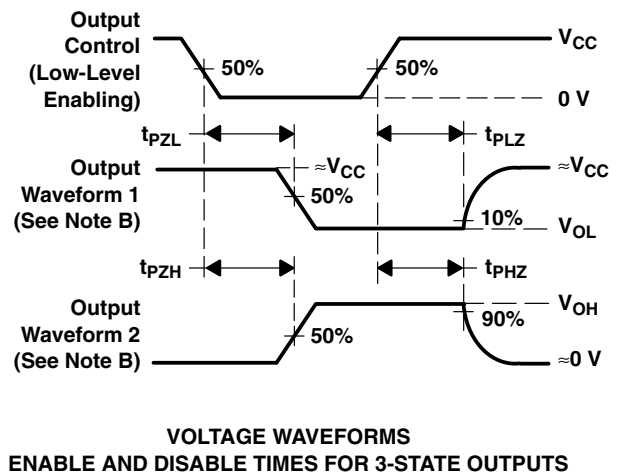 Output
Control
(Low-Level
Enabling)
50%
50%
VCC
0 V
tPZL
tPLZ
Output
Waveform 1
(See Note B)
≈VCC
50%
≈VCC
10%
VOL
tPZH
tPHZ
Output
Waveform 2
(See Note B)
50%
VOH
90%
≈0 V
VOLTAGE WAVEFORMS
ENABLE AND DISABLE TIMES FOR 3-STATE OUTPUTS